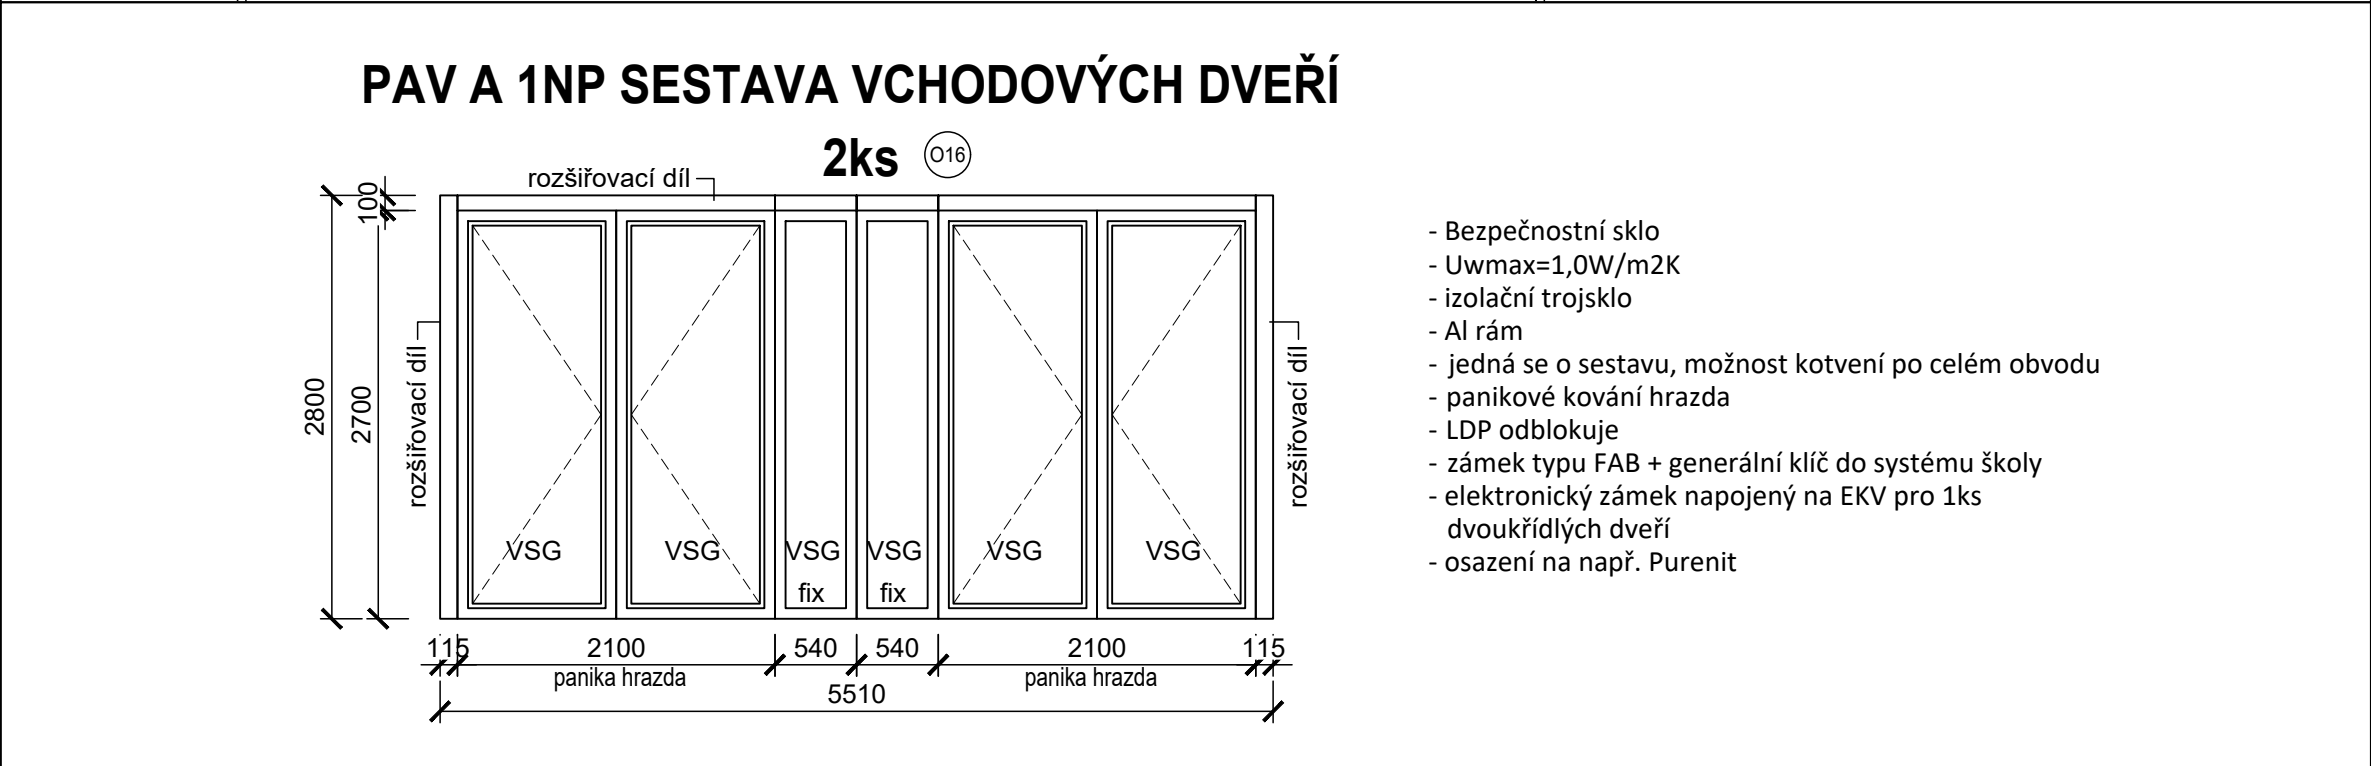 PAV A 1NP SESTAVA VCHODOVÝCH DVEŘÍ
2ks O16
rozšiřovací díl
100
2800
2700
rozšiřovací díl
rozšiřovací díl
VSG VSG VSG VSG VSG VSG
fix fix
115 2100 540 540 2100 115
panika hrazda panika hrazda
5510
- Bezpečnostní sklo
- Uwmax=1,0W/m2K
- izolační trojsklo
- Al rám
- jedná se o sestavu, možnost kotvení po celém obvodu
- panikové kování hrazda
- LDP odblokuje
- zámek typu FAB + generální klíč do systému školy
- elektronický zámek napojený na EKV pro 1ks
dvoukřídlých dveří
- osazení na např. Purenit